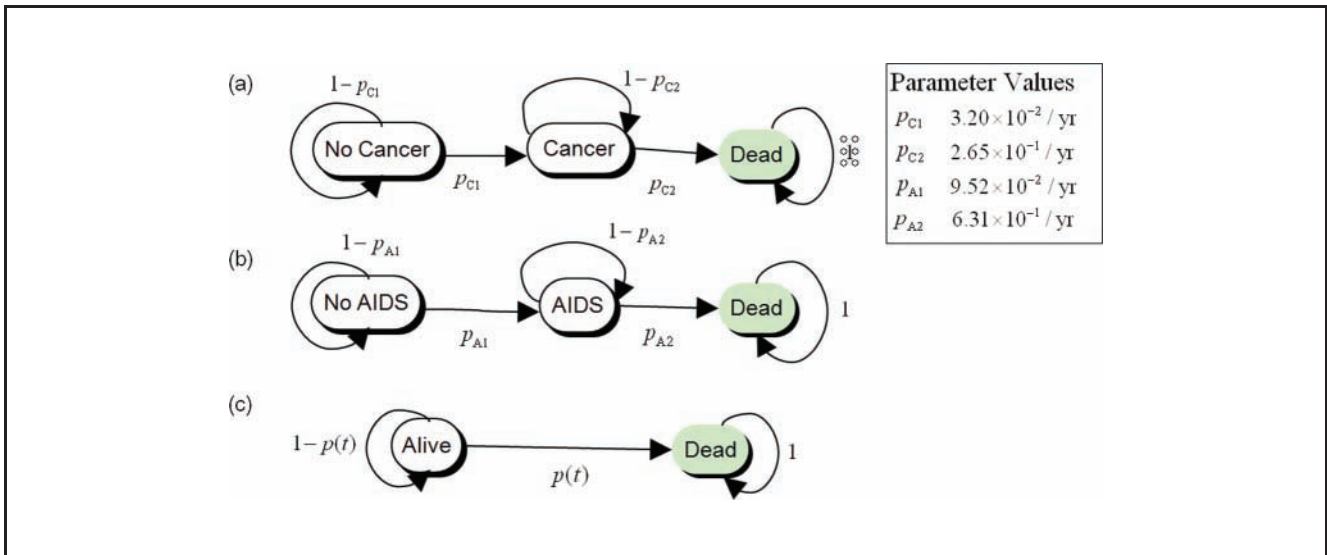 (a)
1− p_C1
No Cancer
p_C1
1− p_C2
Cancer
p_C2
Dead
Parameter Values
p_C1 3.20×10⁻² / yr
p_C2 2.65×10⁻¹ / yr
p_A1 9.52×10⁻² / yr
p_A2 6.31×10⁻¹ / yr
(b)
1− p_A1
No AIDS
p_A1
1− p_A2
AIDS
p_A2
Dead
1
(c)
1− p(t)
Alive
p(t)
Dead
1